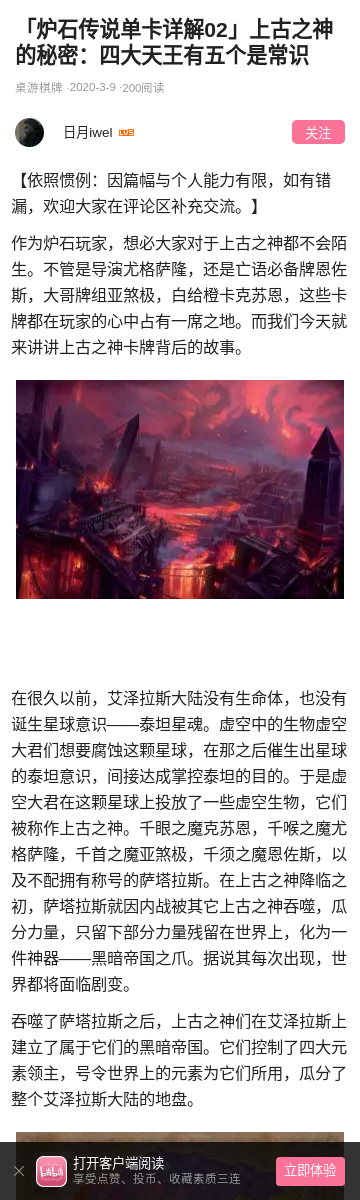 「炉石传说单卡详解02」上古之神
的秘密：四大天王有五个是常识
桌游棋牌 ·2020-3-9 ·200阅读
日月iwel LV5
关注
【依照惯例：因篇幅与个人能力有限，如有错
漏，欢迎大家在评论区补充交流。】
作为炉石玩家，想必大家对于上古之神都不会陌
生。不管是导演尤格萨隆，还是亡语必备牌恩佐
斯，大哥牌组亚煞极，白给橙卡克苏恩，这些卡
牌都在玩家的心中占有一席之地。而我们今天就
来讲讲上古之神卡牌背后的故事。
在很久以前，艾泽拉斯大陆没有生命体，也没有
诞生星球意识——泰坦星魂。虚空中的生物虚空
大君们想要腐蚀这颗星球，在那之后催生出星球
的泰坦意识，间接达成掌控泰坦的目的。于是虚
空大君在这颗星球上投放了一些虚空生物，它们
被称作上古之神。千眼之魔克苏恩，千喉之魔尤
格萨隆，千首之魔亚煞极，千须之魔恩佐斯，以
及不配拥有称号的萨塔拉斯。在上古之神降临之
初，萨塔拉斯就因内战被其它上古之神吞噬，瓜
分力量，只留下部分力量残留在世界上，化为一
件神器——黑暗帝国之爪。据说其每次出现，世
界都将面临剧变。
吞噬了萨塔拉斯之后，上古之神们在艾泽拉斯上
建立了属于它们的黑暗帝国。它们控制了四大元
素领主，号令世界上的元素为它们所用，瓜分了
整个艾泽拉斯大陆的地盘。
打开客户端阅读
享受点赞、投币、收藏素质三连
立即体验
bilibili